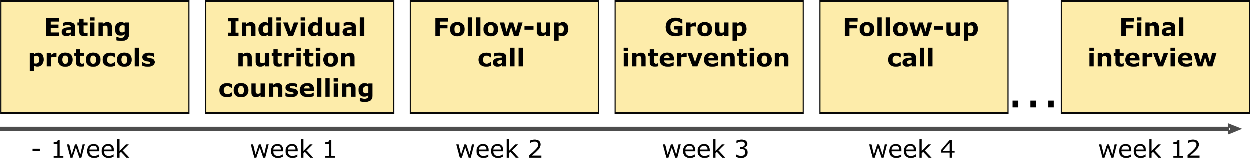 Eating
protocols
Individual
nutrition
counselling
Follow-up
call
Group
intervention
Follow-up
call
...
Final
interview
- 1week
week 1
week 2
week 3
week 4
week 12